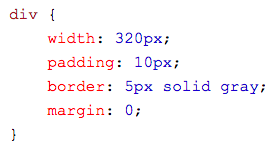 div {
    width: 320px;
    padding: 10px;
    border: 5px solid gray;
    margin: 0;
}